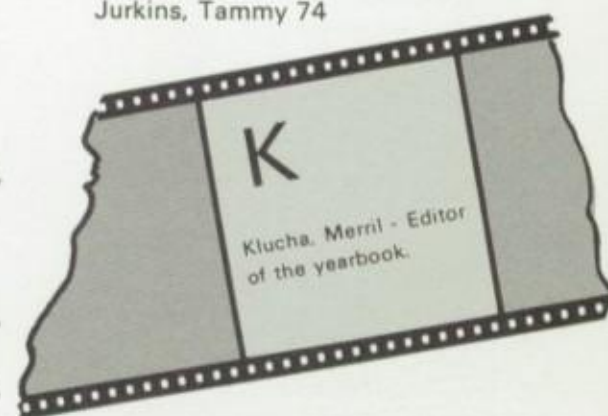 Jurkins, Tammy 74
K
Klucha, Merril - Editor
of the yearbook.